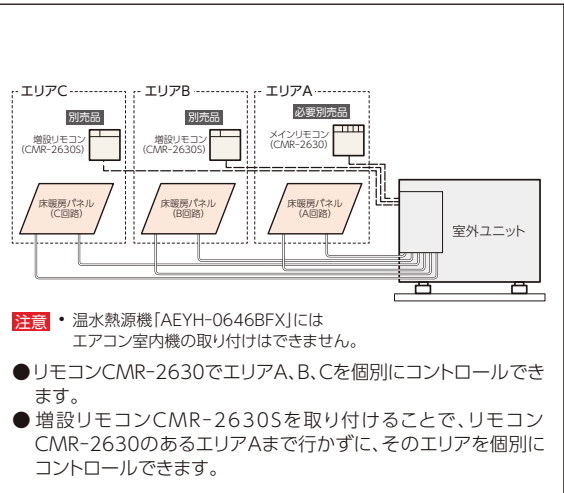 エリアC
エリアB
エリアA
別売品
別売品
必要別売品
増設リモコン
(CMR-2630S)
増設リモコン
(CMR-2630S)
メインリモコン
(CMR-2630)
床暖房パネル
(C回路)
床暖房パネル
(B回路)
床暖房パネル
(A回路)
室外ユニット
注意 • 温水熱源機「AEYH-0646BFX」には
エアコン室内機の取り付けはできません。
●リモコンCMR-2630でエリアA、B、Cを個別にコントロールでき
ます。
●増設リモコンCMR-2630Sを取り付けることで、リモコン
CMR-2630のあるエリアAまで行かずに、そのエリアを個別に
コントロールできます。